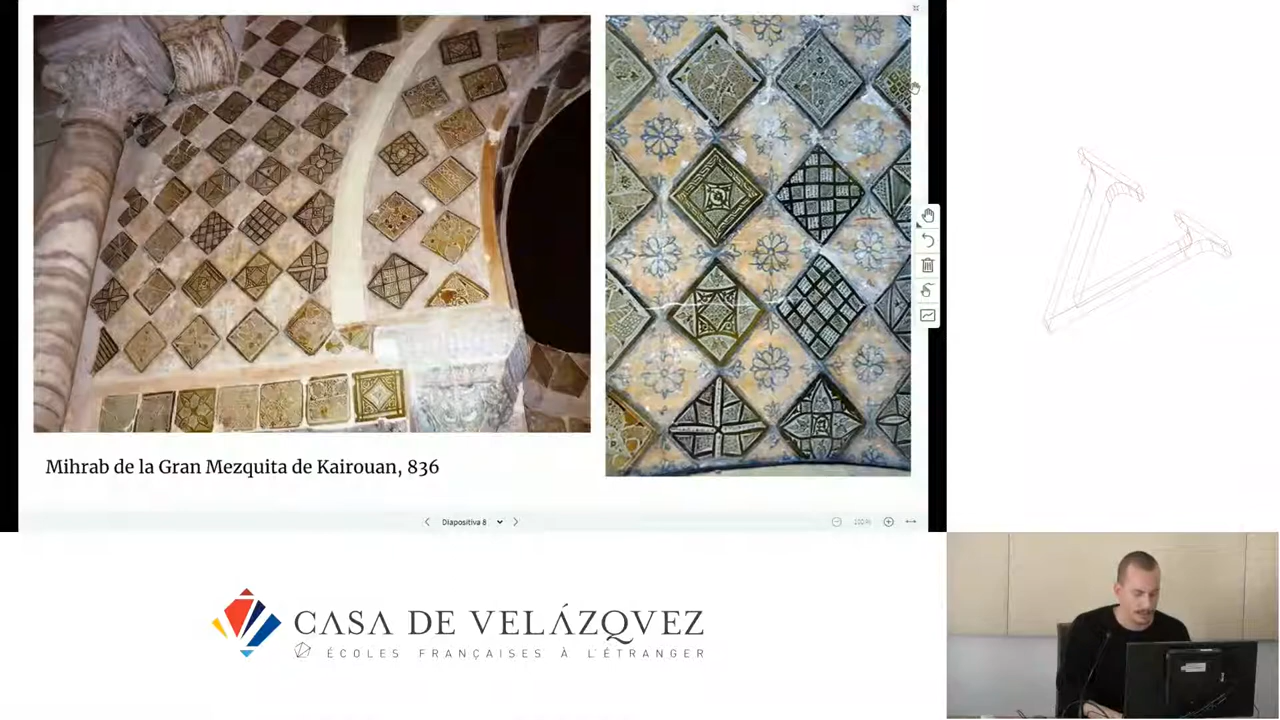 Mihrab de la Gran Mezquita de Kairouan, 836
Diapositiva 8
CASA DE VELÁZQVEZ
ÉCOLES FRANÇAISES À L'ÉTRANGER